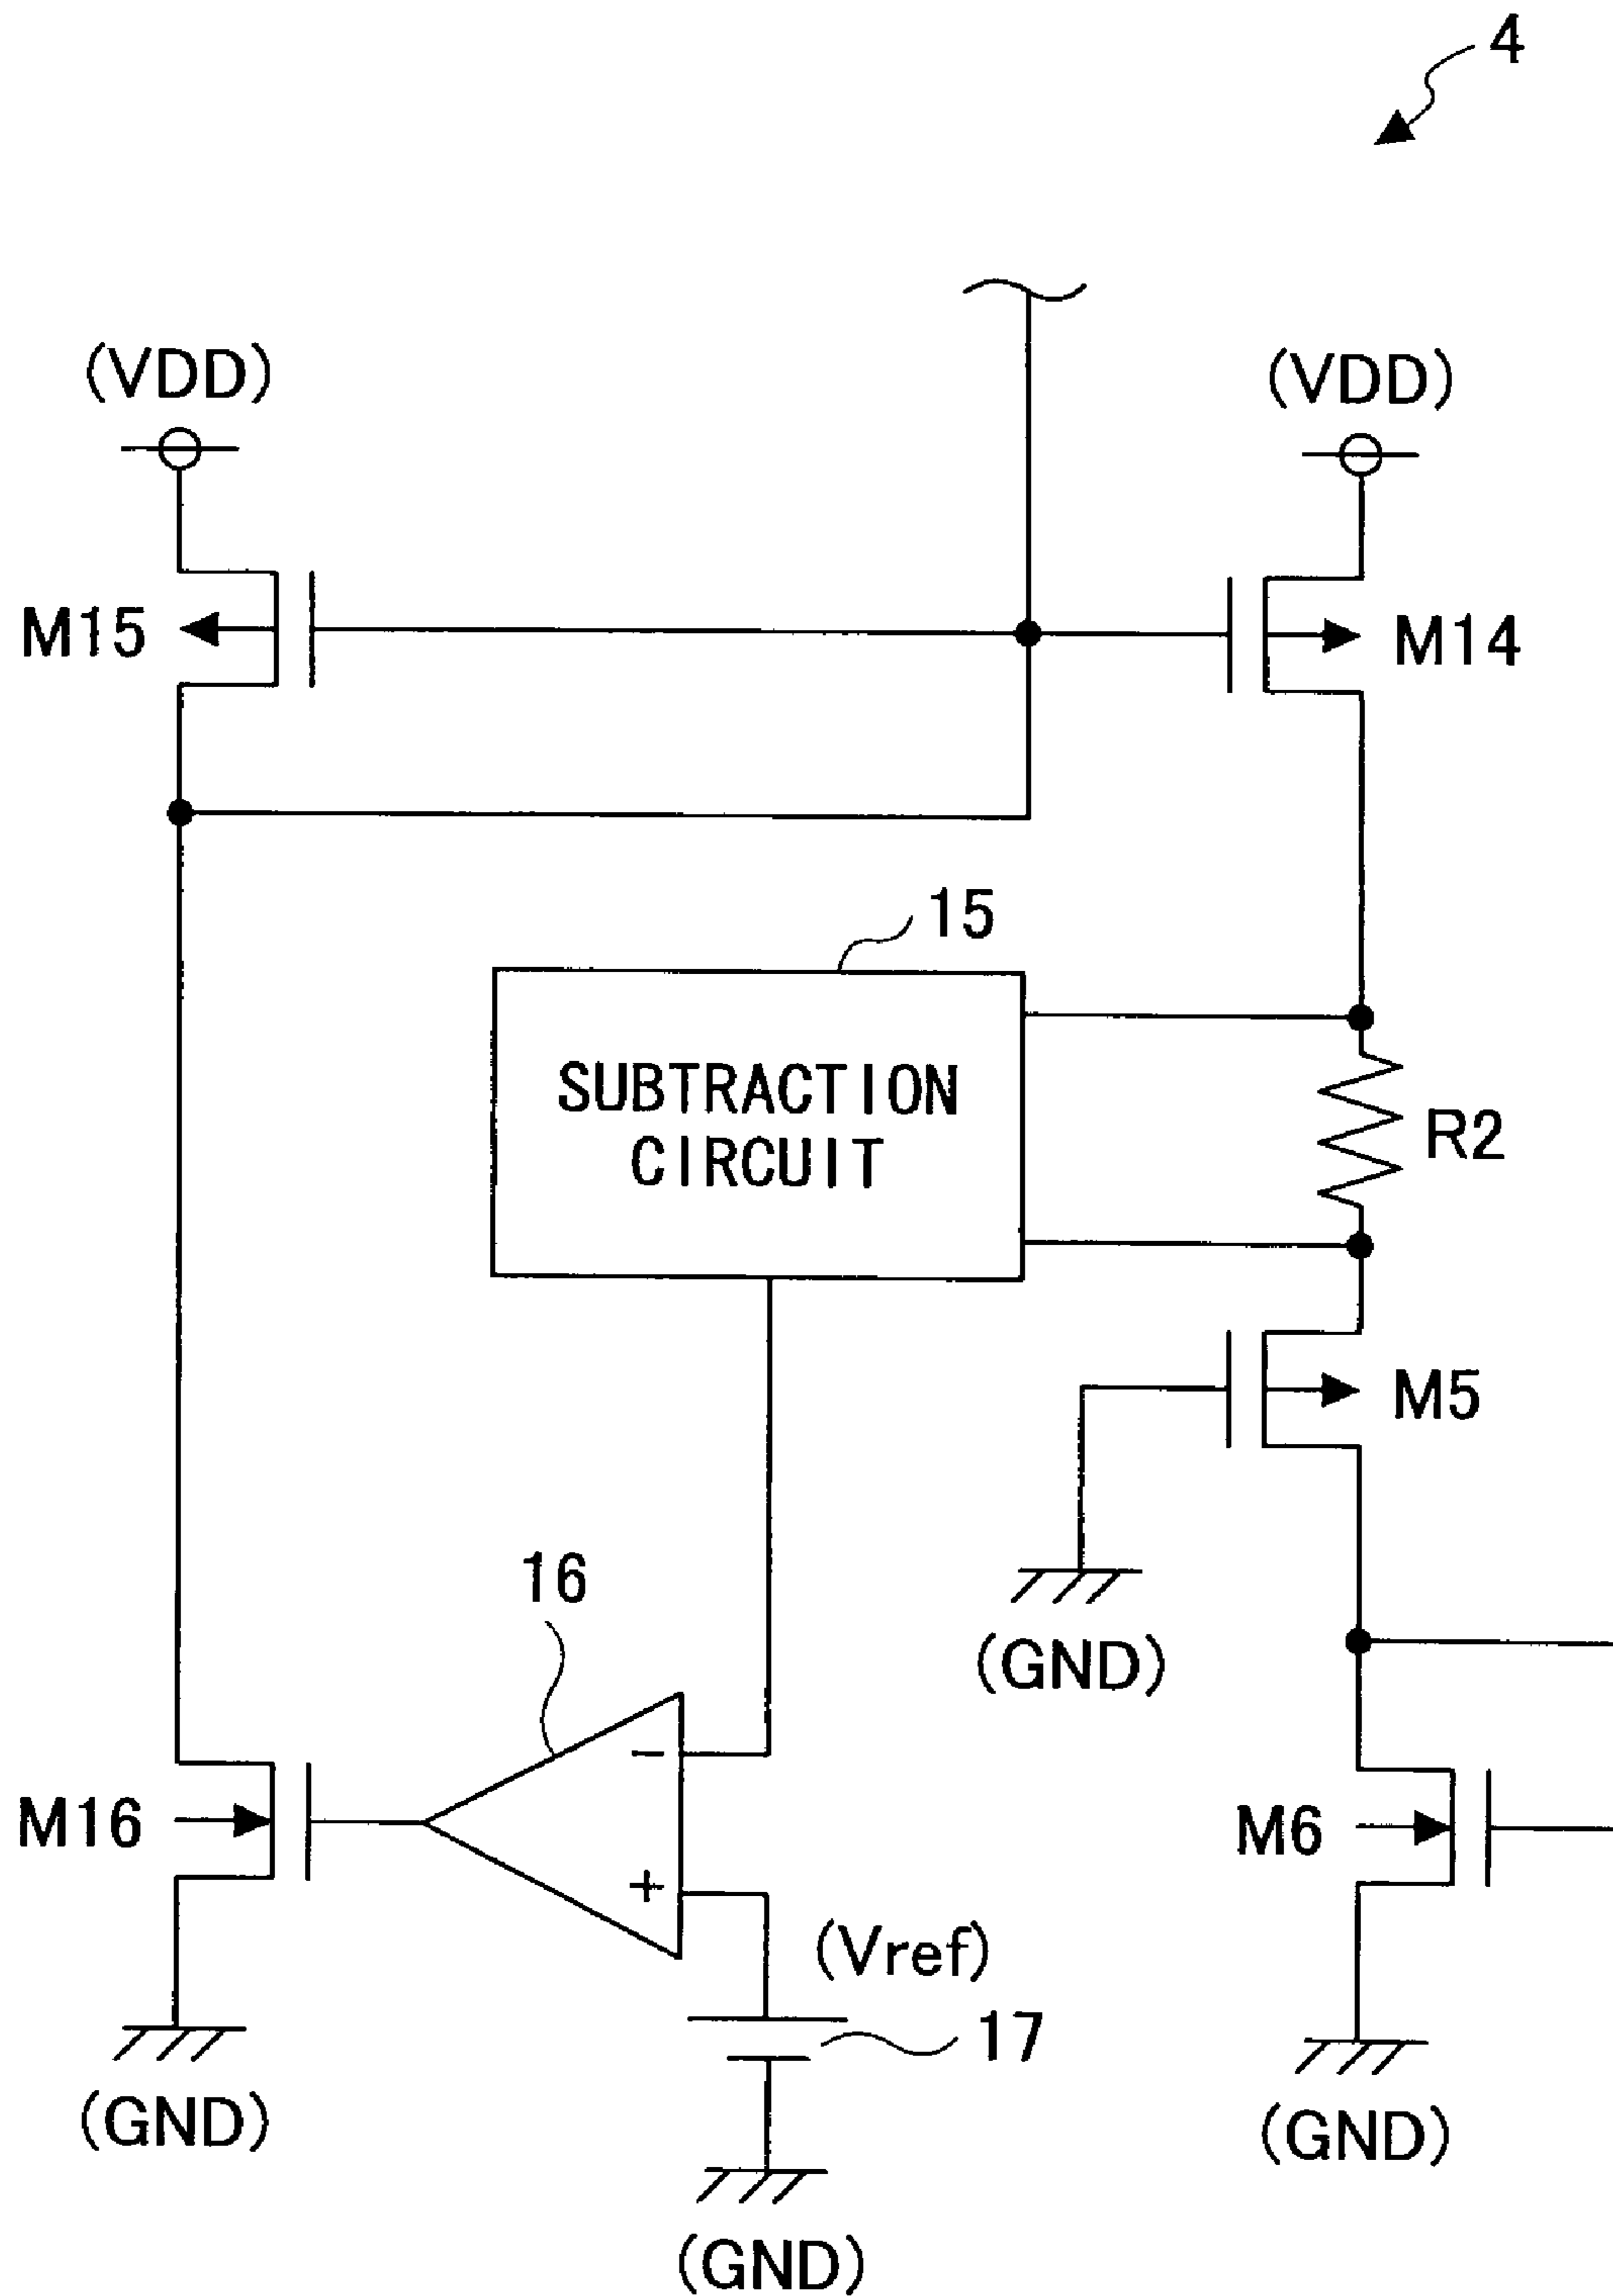 4
(VDD)
(VDD)
M15
M14
15
SUBTRACTION
CIRCUIT
R2
M5
16
(GND)
-
M16
M6
+
(Vref)
17
(GND)
(GND)
(GND)